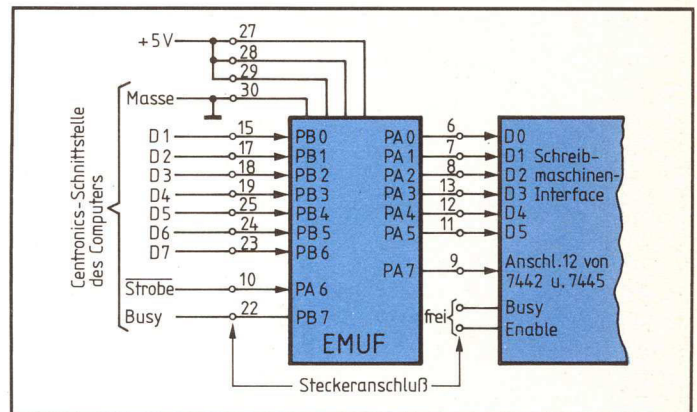 +5V
27
28
29
Masse
30
Centronics-Schnittstelle
des Computers
D1 15 PB0
D2 17 PB1
D3 18 PB2
D4 19 PB3
D5 25 PB4
D6 24 PB5
D7 23 PB6
Strobe 10 PA6
Busy 22 PB7
EMUF
PA0 6 D0
PA1 7 D1 Schreib-
PA2 8 D2 maschinen-
PA3 13 D3 Interface
PA4 12 D4
PA5 11 D5
PA7 9 Anschl.12 von
7442 u. 7445
frei
Busy
Enable
Steckeranschluß